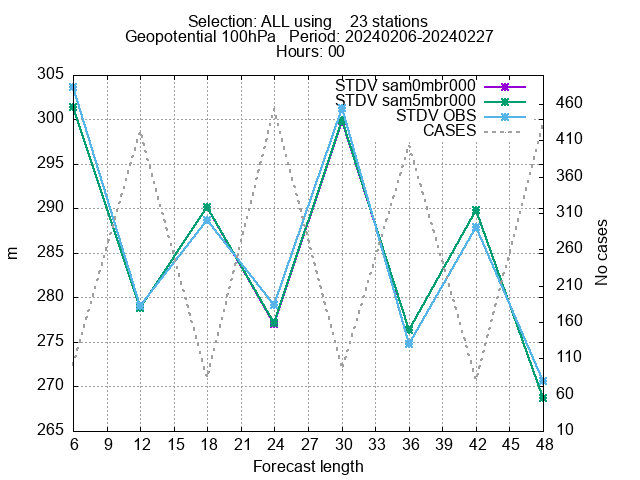 Selection: ALL using    23 stations
Geopotential 100hPa   Period: 20240206-20240227
Hours: 00
STDV sam0mbr000
STDV sam5mbr000
STDV OBS
CASES
305
300
295
290
285
280
275
270
265
460
410
360
310
260
210
160
110
60
10
m
No cases
6 9 12 15 18 21 24 27 30 33 36 39 42 45 48
Forecast length